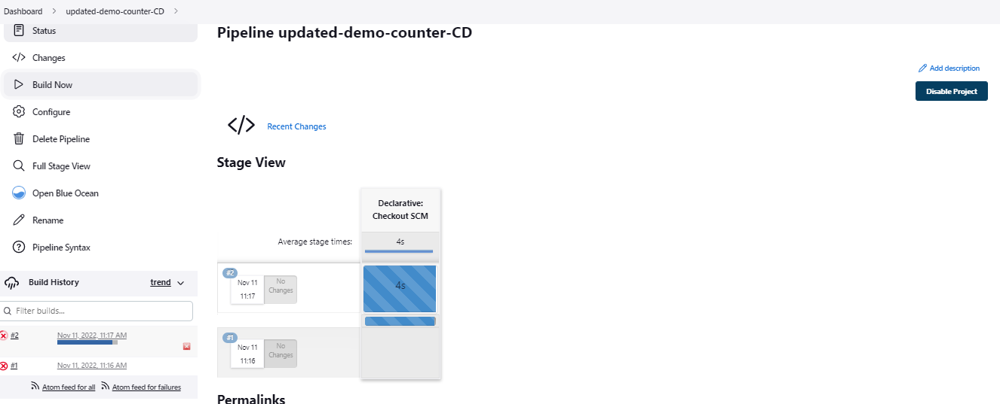 Dashboard
updated-demo-counter-CD
Status
Changes
Build Now
Configure
Delete Pipeline
Full Stage View
Open Blue Ocean
Rename
Pipeline Syntax
Build History
trend
Filter builds...
#2
Nov 11, 2022, 11:17 AM
#1
Nov 11, 2022, 11:16 AM
Atom feed for all
Atom feed for failures
Pipeline updated-demo-counter-CD
Add description
Disable Project
Recent Changes
Stage View
Declarative:
Checkout SCM
Average stage times:
4s
#2
Nov 11
11:17
No
Changes
4s
#1
Nov 11
11:16
No
Changes
Permalinks